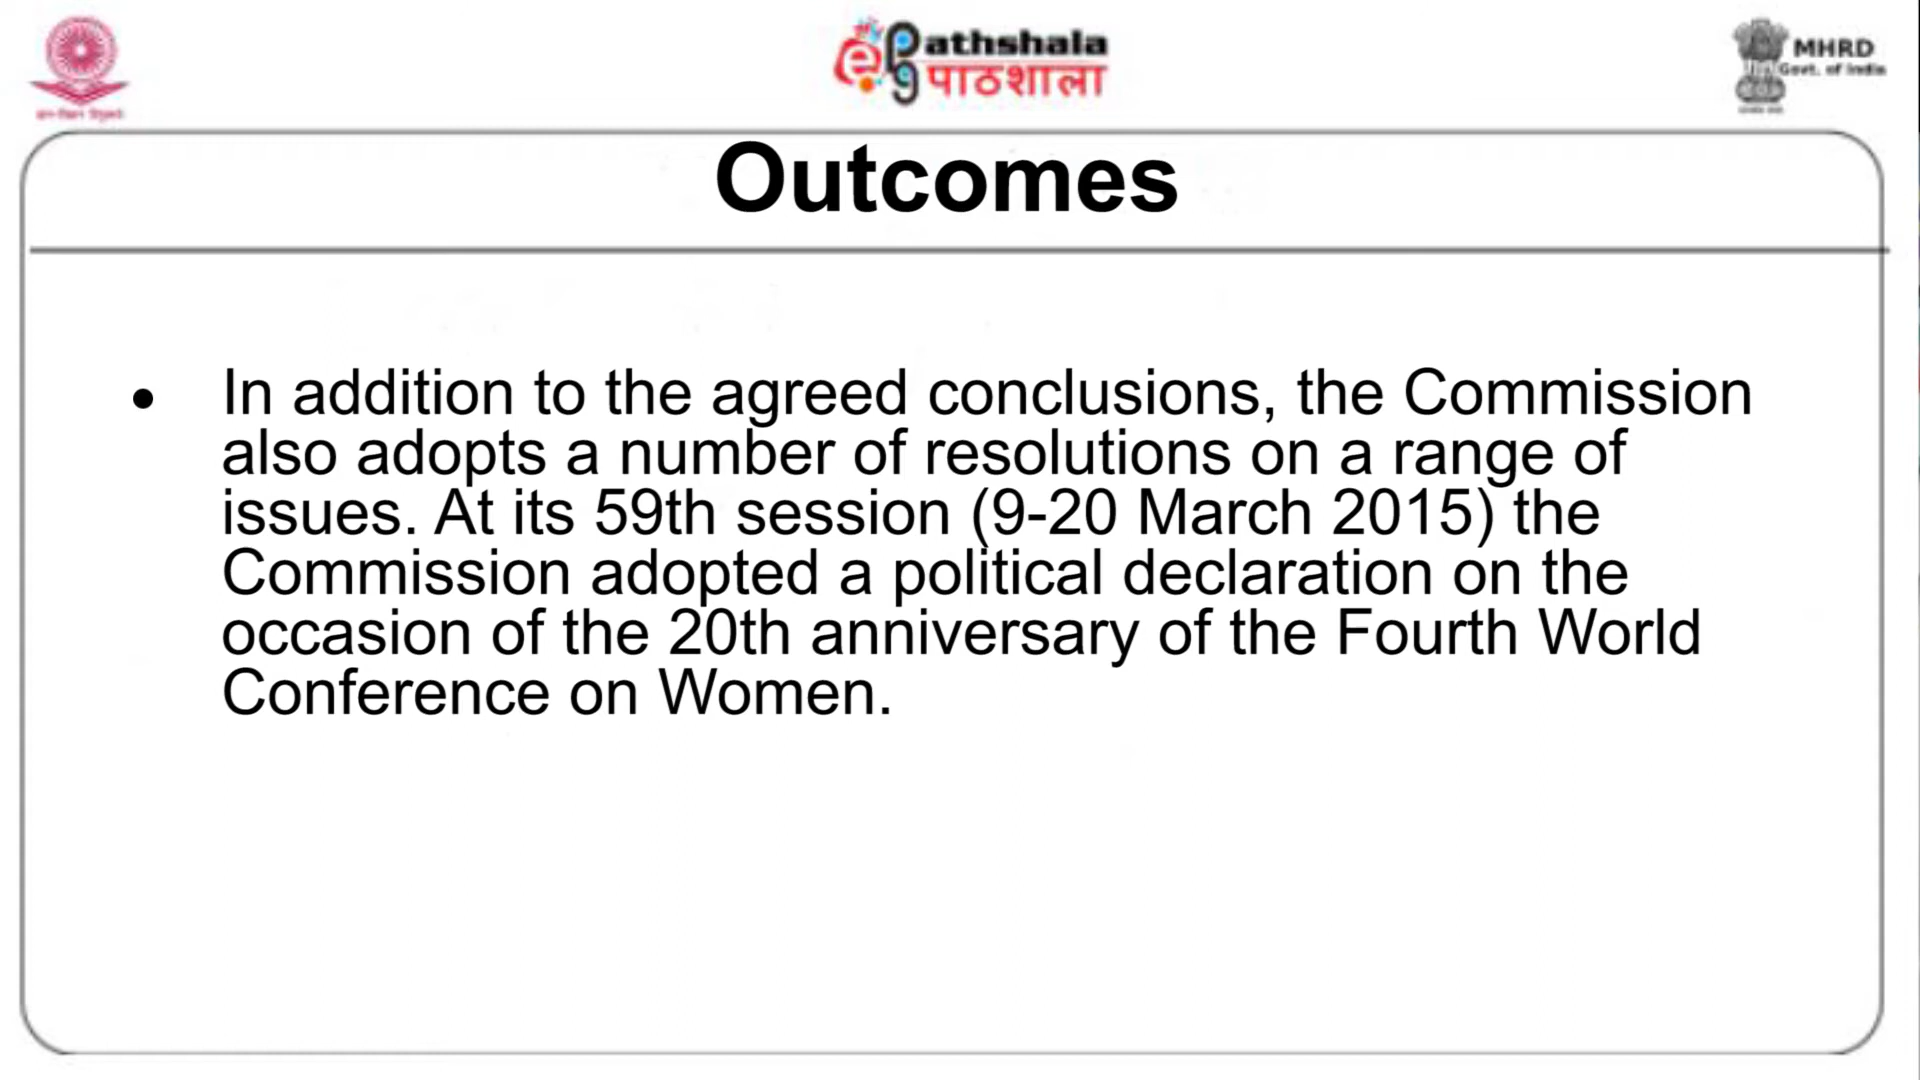 athshala
पाठशाला
MHRD
Govt. of India
Outcomes
• In addition to the agreed conclusions, the Commission
also adopts a number of resolutions on a range of
issues. At its 59th session (9-20 March 2015) the
Commission adopted a political declaration on the
occasion of the 20th anniversary of the Fourth World
Conference on Women.